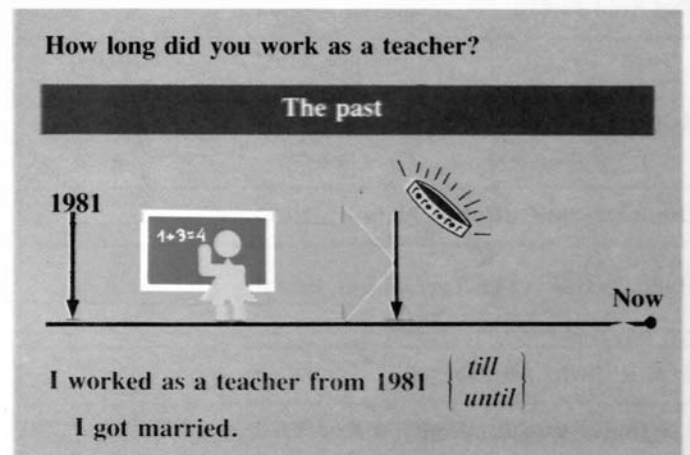 How long did you work as a teacher?
The past
1981
1+3=4
Now
I worked as a teacher from 1981 { till
until }
I got married.